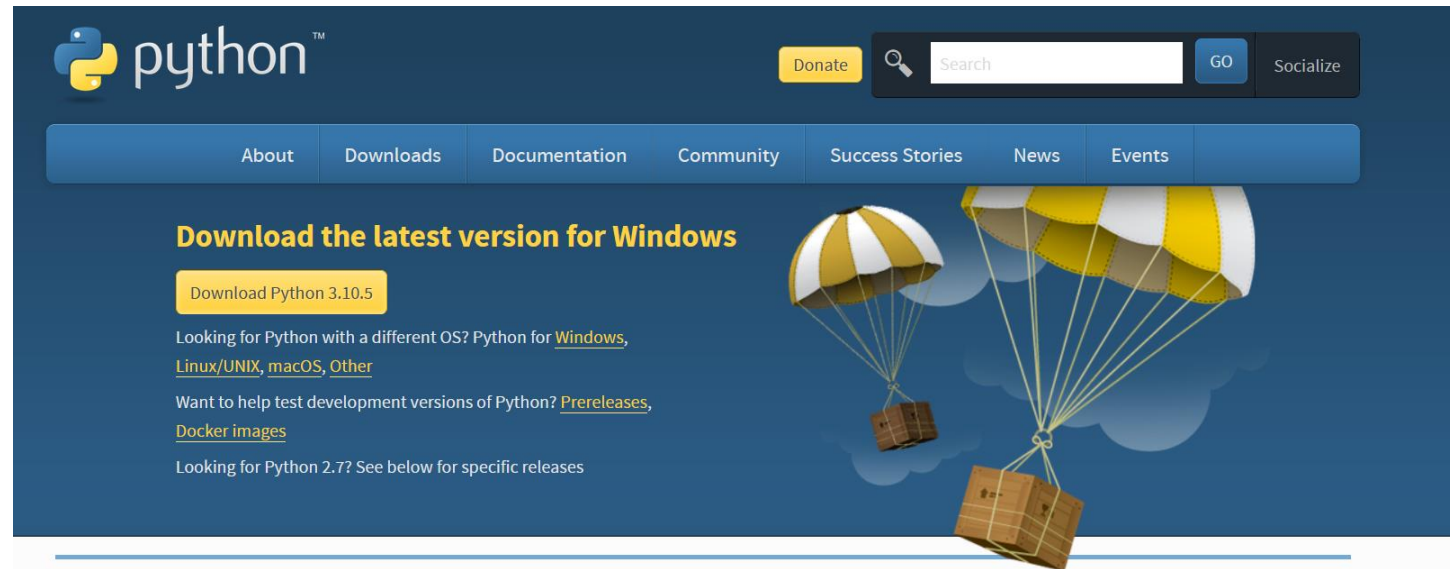 python™
Donate
Search
GO
Socialize
About
Downloads
Documentation
Community
Success Stories
News
Events
Download the latest version for Windows
Download Python 3.10.5
Looking for Python with a different OS? Python for Windows,
Linux/UNIX, macOS, Other
Want to help test development versions of Python? Prereleases,
Docker images
Looking for Python 2.7? See below for specific releases